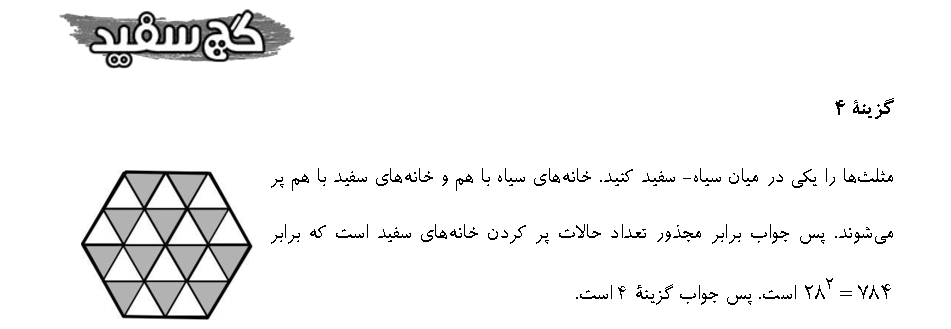 گچ سفید
گزینهٔ ۴
مثلث‌ها را یکی در میان سیاه- سفید کنید. خانه‌های سیاه با هم و خانه‌های سفید با هم پر
می‌شوند. پس جواب برابر مجذور تعداد حالات پر کردن خانه‌های سفید است که برابر
۲۸^۲ = ۷۸۴ است. پس جواب گزینهٔ ۴ است.